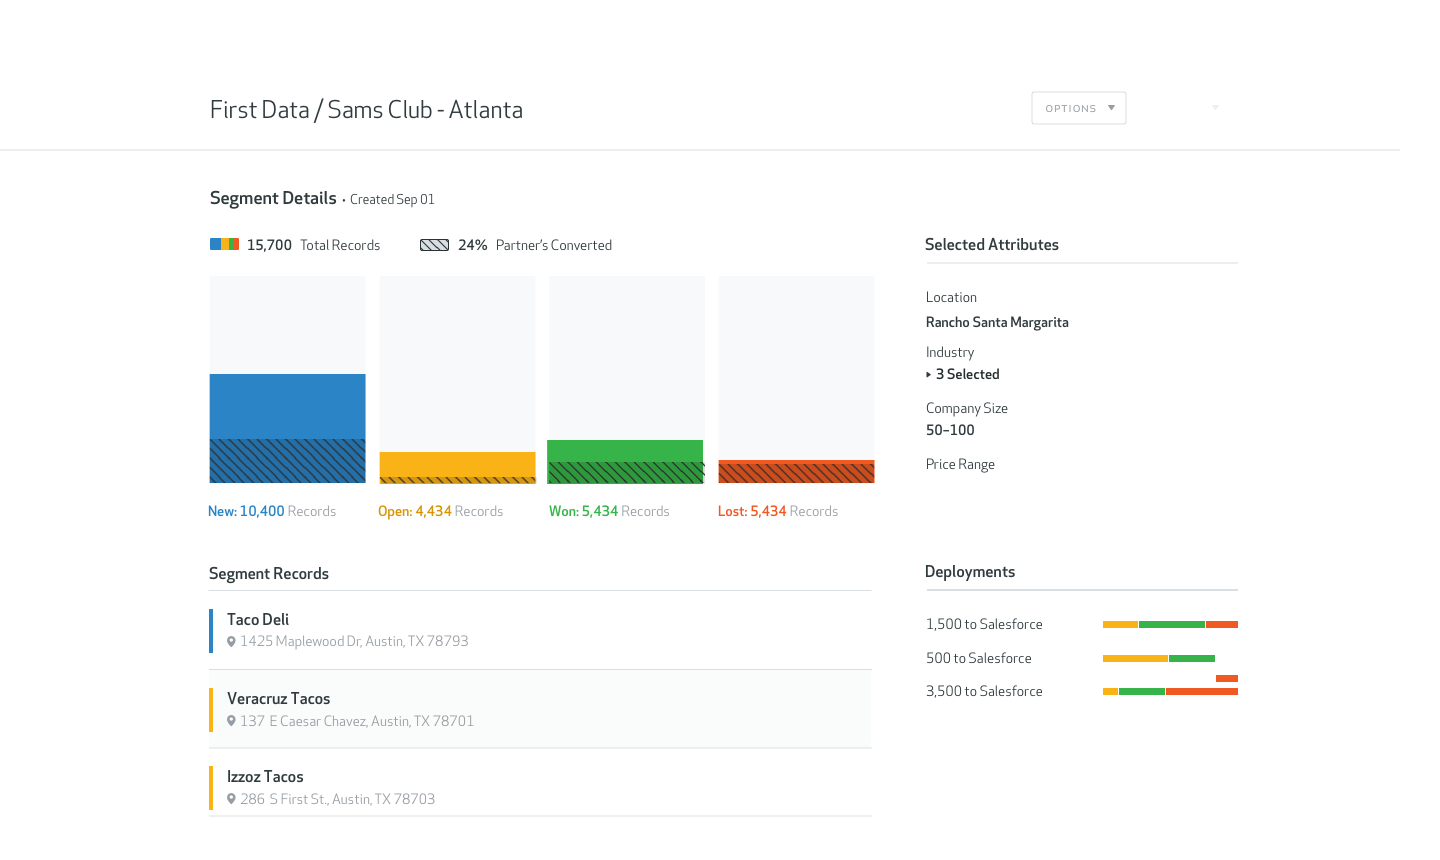 First Data / Sams Club - Atlanta
OPTIONS
Segment Details • Created Sep 01
15,700 Total Records
24% Partner's Converted
New: 10,400 Records
Open: 4,434 Records
Won: 5,434 Records
Lost: 5,434 Records
Selected Attributes
Location
Rancho Santa Margarita
Industry
3 Selected
Company Size
50–100
Price Range
Segment Records
Taco Deli
1425 Maplewood Dr, Austin, TX 78793
Veracruz Tacos
137 E Caesar Chavez, Austin, TX 78701
Izzoz Tacos
286 S First St., Austin, TX 78703
Deployments
1,500 to Salesforce
500 to Salesforce
3,500 to Salesforce